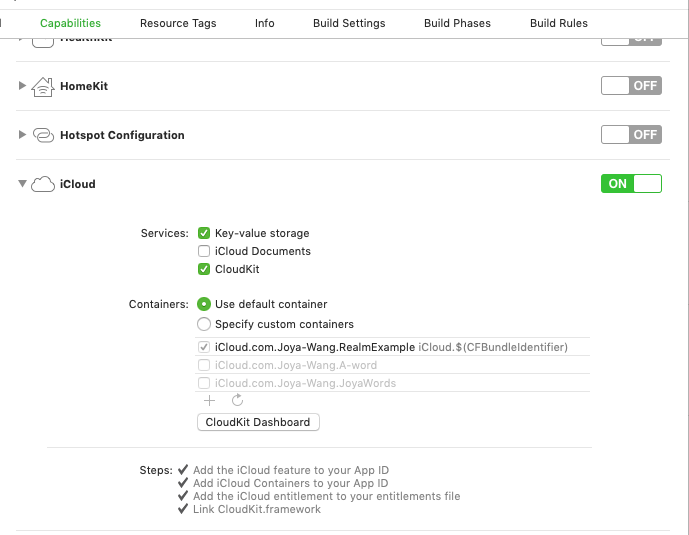 Capabilities Resource Tags Info Build Settings Build Phases Build Rules
HealthKit OFF
HomeKit OFF
Hotspot Configuration OFF
iCloud ON
Services: Key-value storage
iCloud Documents
CloudKit
Containers: Use default container
Specify custom containers
iCloud.com.Joya-Wang.RealmExample iCloud.$(CFBundleIdentifier)
iCloud.com.Joya-Wang.A-word
iCloud.com.Joya-Wang.JoyaWords
CloudKit Dashboard
Steps: Add the iCloud feature to your App ID
Add iCloud Containers to your App ID
Add the iCloud entitlement to your entitlements file
Link CloudKit.framework